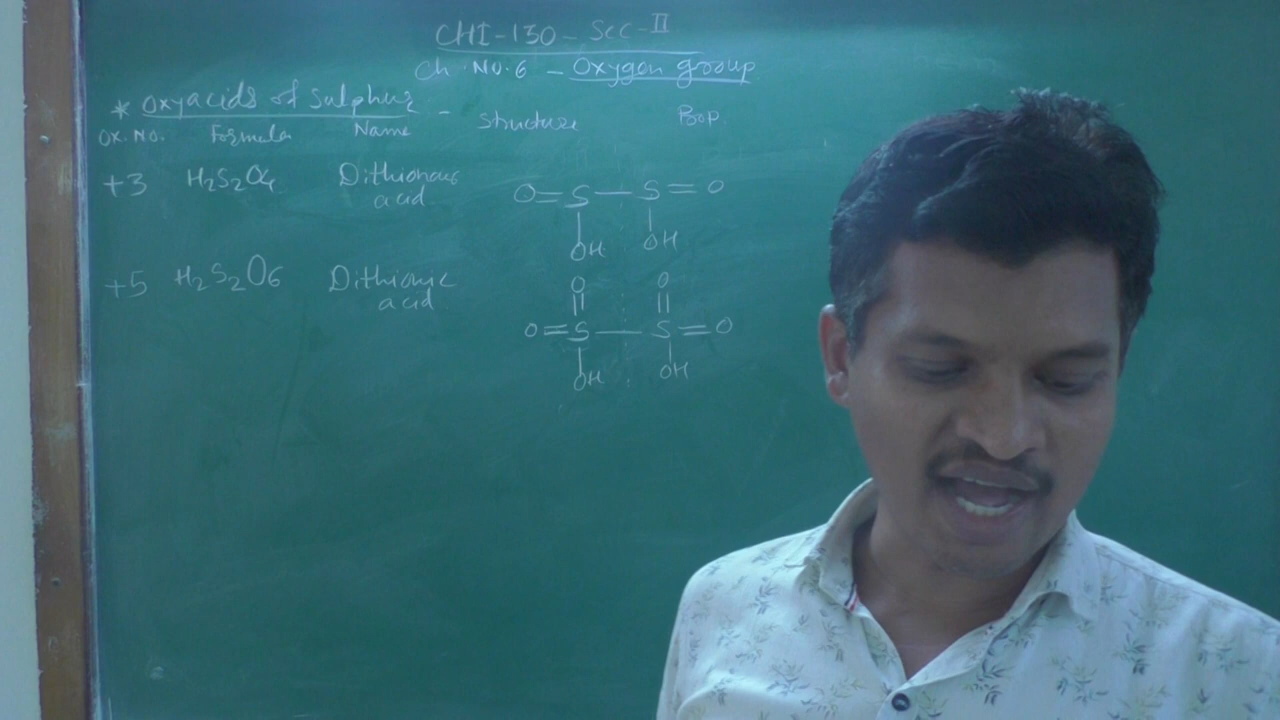 CHI-130-Sec-II
Ch. No. 6 - Oxygen group
* Oxyacids of Sulphur -
Ox. No. Formula Name Structure Bop
+3 H2S2O4 Dithionous acid O=S—S=O
OH OH
+5 H2S2O6 Dithionic acid
O O
O=S—S=O
OH OH